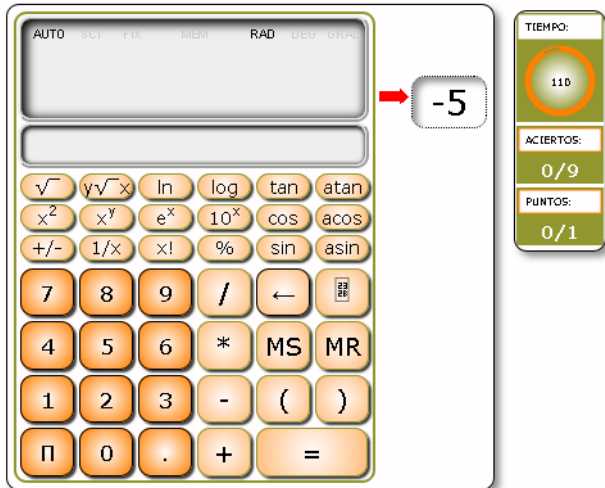 AUTO SCI FIX MEM RAD DEG GRAD
-5
√ y√x ln log tan atan
x² xʸ eˣ 10ˣ cos acos
+/- 1/x x! % sin asin
7 8 9 / ←
4 5 6 * MS MR
1 2 3 - ( )
П 0 . + =
TIEMPO:
110
ACIERTOS:
0/9
PUNTOS:
0/1